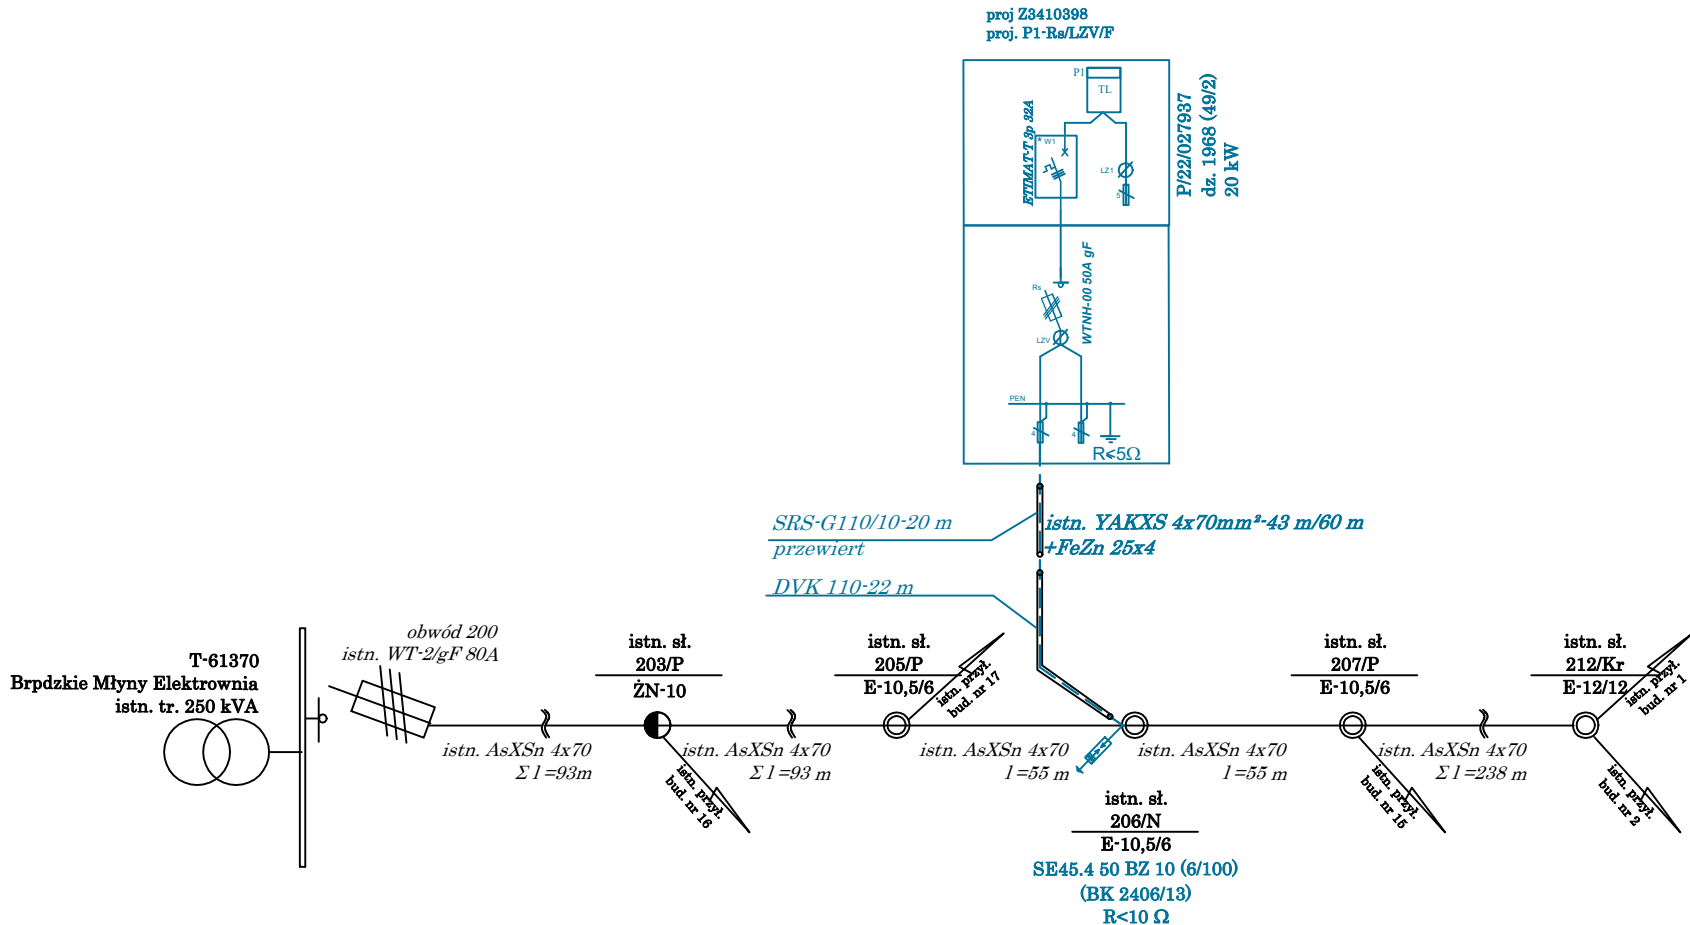 proj Z3410398
proj. P1-Rs/LZV/F
P1
TL
ETIMAT-T 3p 32A
* W1
LZ1
5
P/22/027937
dz. 1968 (49/2)
20 kW
Rs
WTNH-00 50A gF
LZV
PEN
4
4
R<5Ω
SRS-G110/10-20 m
przewiert
istn. YAKXS 4x70mm²-43 m/60 m
+FeZn 25x4
DVK 110-22 m
T-61370
Brpdzkie Młyny Elektrownia
istn. tr. 250 kVA
obwód 200
istn. WT-2/gF 80A
istn. sł.
203/P
ŻN-10
istn. sł.
205/P
E-10,5/6
istn. przył.
bud. nr 17
istn. sł.
207/P
E-10,5/6
istn. sł.
212/Kr
E-12/12
istn. przył.
bud. nr 1
istn. AsXSn 4x70
Σ l=93m
istn. przył.
bud. nr 16
istn. AsXSn 4x70
Σ l=93 m
istn. AsXSn 4x70
l=55 m
istn. AsXSn 4x70
l=55 m
istn. przył.
bud. nr 15
istn. AsXSn 4x70
Σ l=238 m
istn. przył.
bud. nr 2
istn. sł.
206/N
E-10,5/6
SE45.4 50 BZ 10 (6/100)
(BK 2406/13)
R<10 Ω